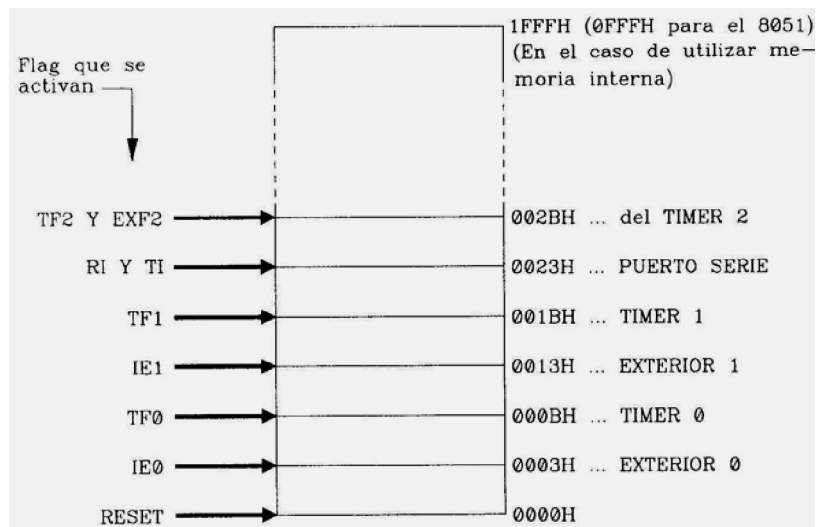 1FFFH (0FFFH para el 8051)
(En el caso de utilizar me-
moria interna)
Flag que se
activan
TF2 Y EXF2 002BH ... del TIMER 2
RI Y TI 0023H ... PUERTO SERIE
TF1 001BH ... TIMER 1
IE1 0013H ... EXTERIOR 1
TF0 000BH ... TIMER 0
IE0 0003H ... EXTERIOR 0
RESET 0000H